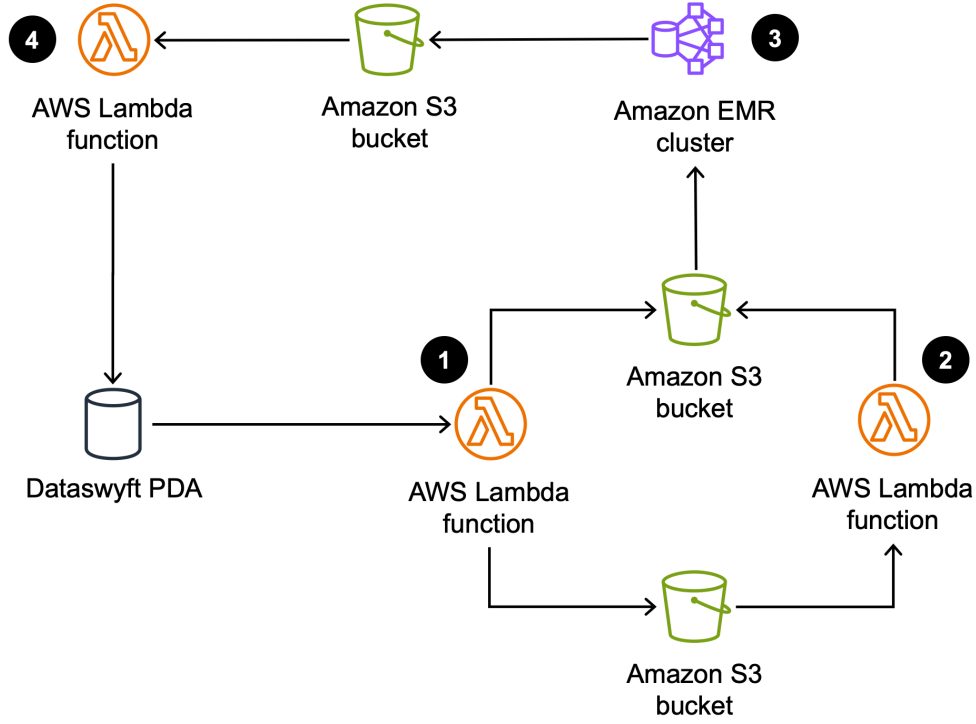 4
3
AWS Lambda
function
Amazon S3
bucket
Amazon EMR
cluster
1
2
Amazon S3
bucket
Dataswyft PDA
AWS Lambda
function
AWS Lambda
function
Amazon S3
bucket